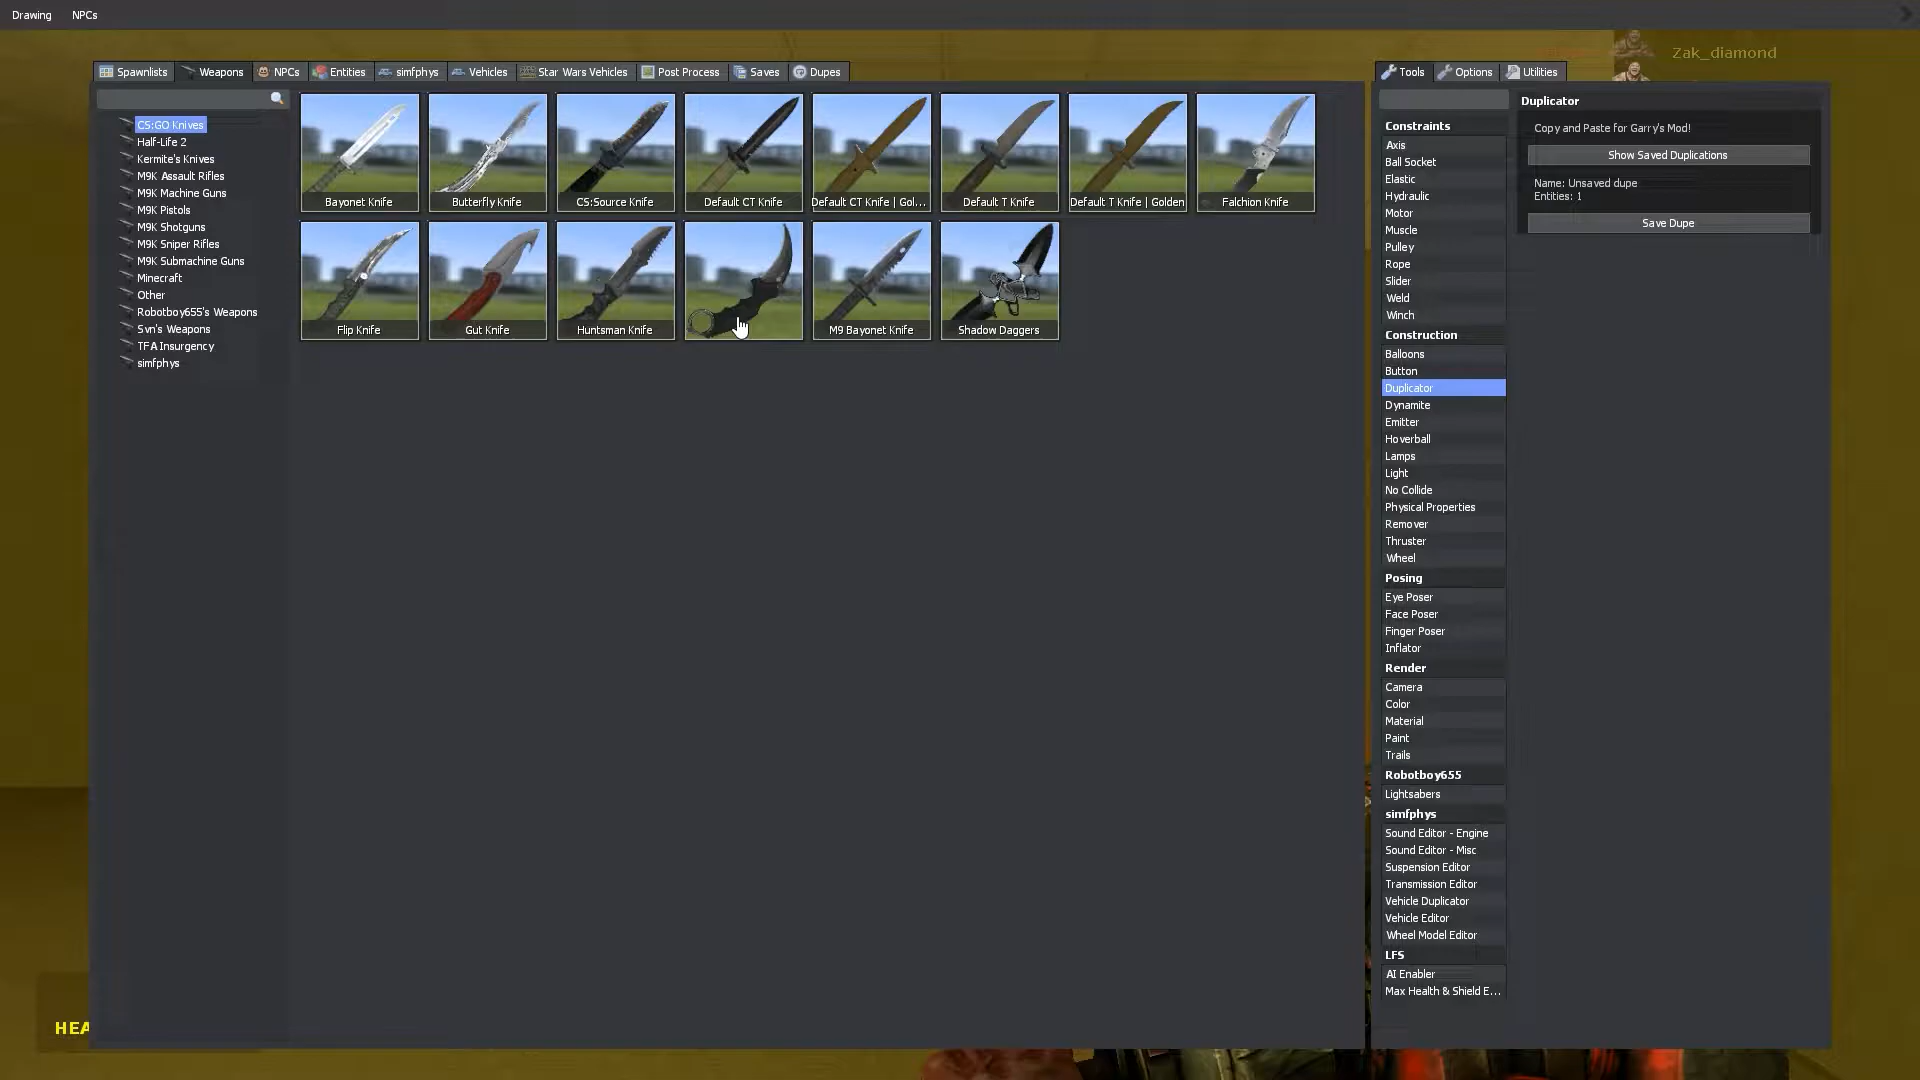 Drawing NPCs
Zak_diamond
Spawnlists Weapons NPCs Entities simfphys Vehicles Star Wars Vehicles Post Process Saves Dupes
CS:GO Knives
Half-Life 2
Kermite's Knives
M9K Assault Rifles
M9K Machine Guns
M9K Pistols
M9K Shotguns
M9K Sniper Rifles
M9K Submachine Guns
Minecraft
Other
Robotboy655's Weapons
Svn's Weapons
TFA Insurgency
simfphys
Bayonet Knife
Butterfly Knife
CS:Source Knife
Default CT Knife
Default CT Knife | Gol...
Default T Knife
Default T Knife | Golden
Falchion Knife
Flip Knife
Gut Knife
Huntsman Knife
M9 Bayonet Knife
Shadow Daggers
Tools Options Utilities
Constraints
Axis
Ball Socket
Elastic
Hydraulic
Motor
Muscle
Pulley
Rope
Slider
Weld
Winch
Construction
Balloons
Button
Duplicator
Dynamite
Emitter
Hoverball
Lamps
Light
No Collide
Physical Properties
Remover
Thruster
Wheel
Posing
Eye Poser
Face Poser
Finger Poser
Inflator
Render
Camera
Color
Material
Paint
Trails
Robotboy655
Lightsabers
simfphys
Sound Editor - Engine
Sound Editor - Misc
Suspension Editor
Transmission Editor
Vehicle Duplicator
Vehicle Editor
Wheel Model Editor
LFS
AI Enabler
Max Health & Shield E...
Duplicator
Copy and Paste for Garry's Mod!
Show Saved Duplications
Name: Unsaved dupe
Entities: 1
Save Dupe
HEA